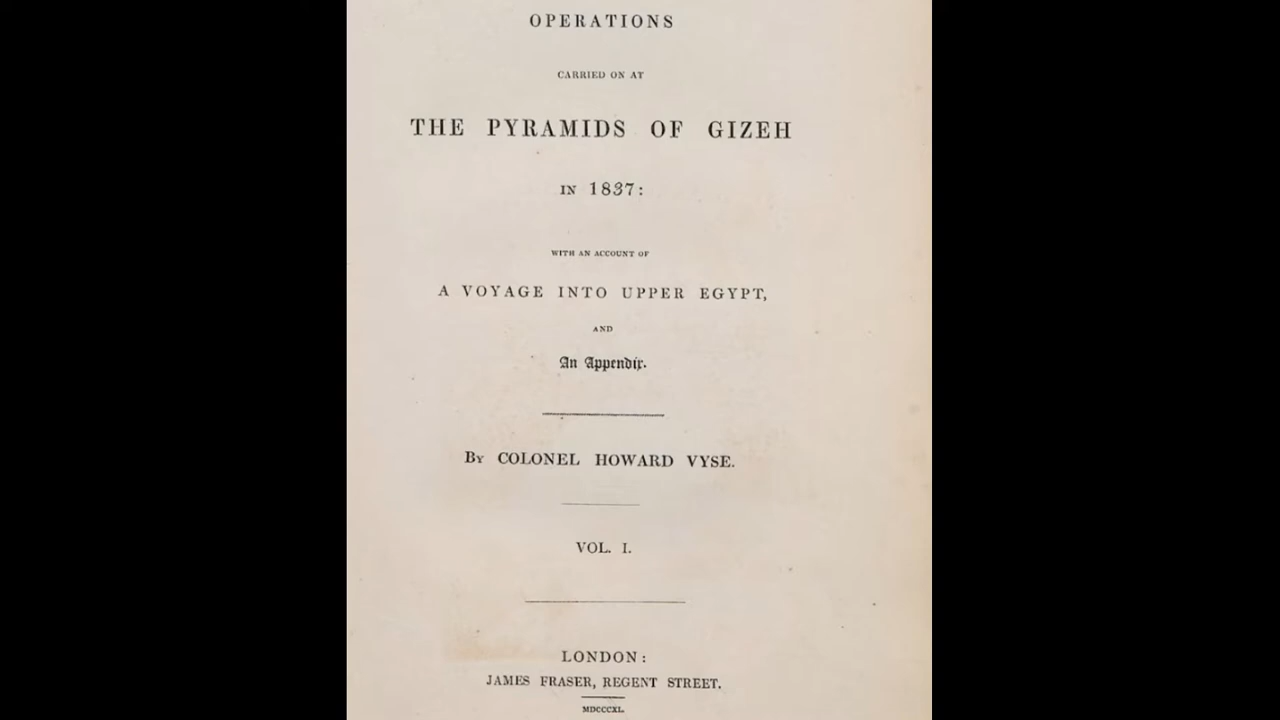 OPERATIONS
CARRIED ON AT
THE PYRAMIDS OF GIZEH
IN 1837:
WITH AN ACCOUNT OF
A VOYAGE INTO UPPER EGYPT,
AND
An Appendix.
BY COLONEL HOWARD VYSE.
VOL. I.
LONDON:
JAMES FRASER, REGENT STREET.
MDCCCXL.